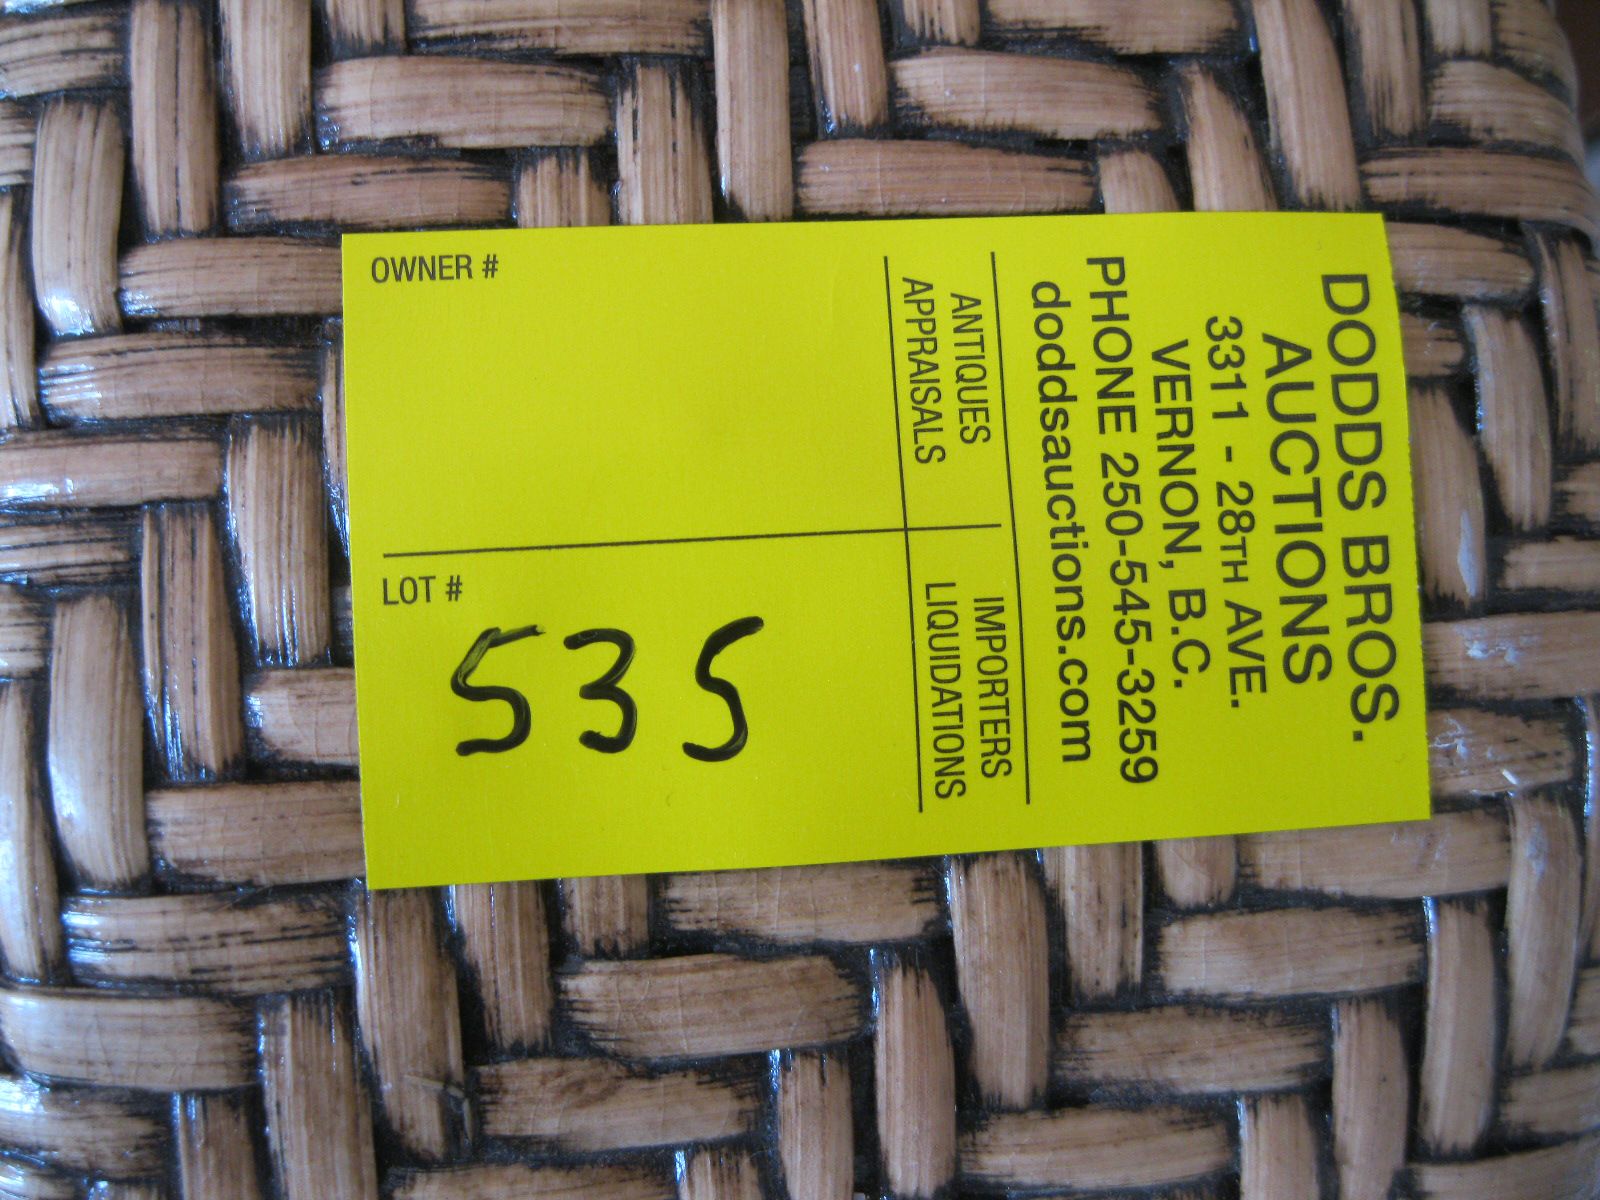 DODDS BROS.
AUCTIONS
3311 - 28TH AVE.
VERNON, B.C.
PHONE 250-545-3259
doddsauctions.com
ANTIQUES
APPRAISALS
IMPORTERS
LIQUIDATIONS
OWNER #
LOT #
535